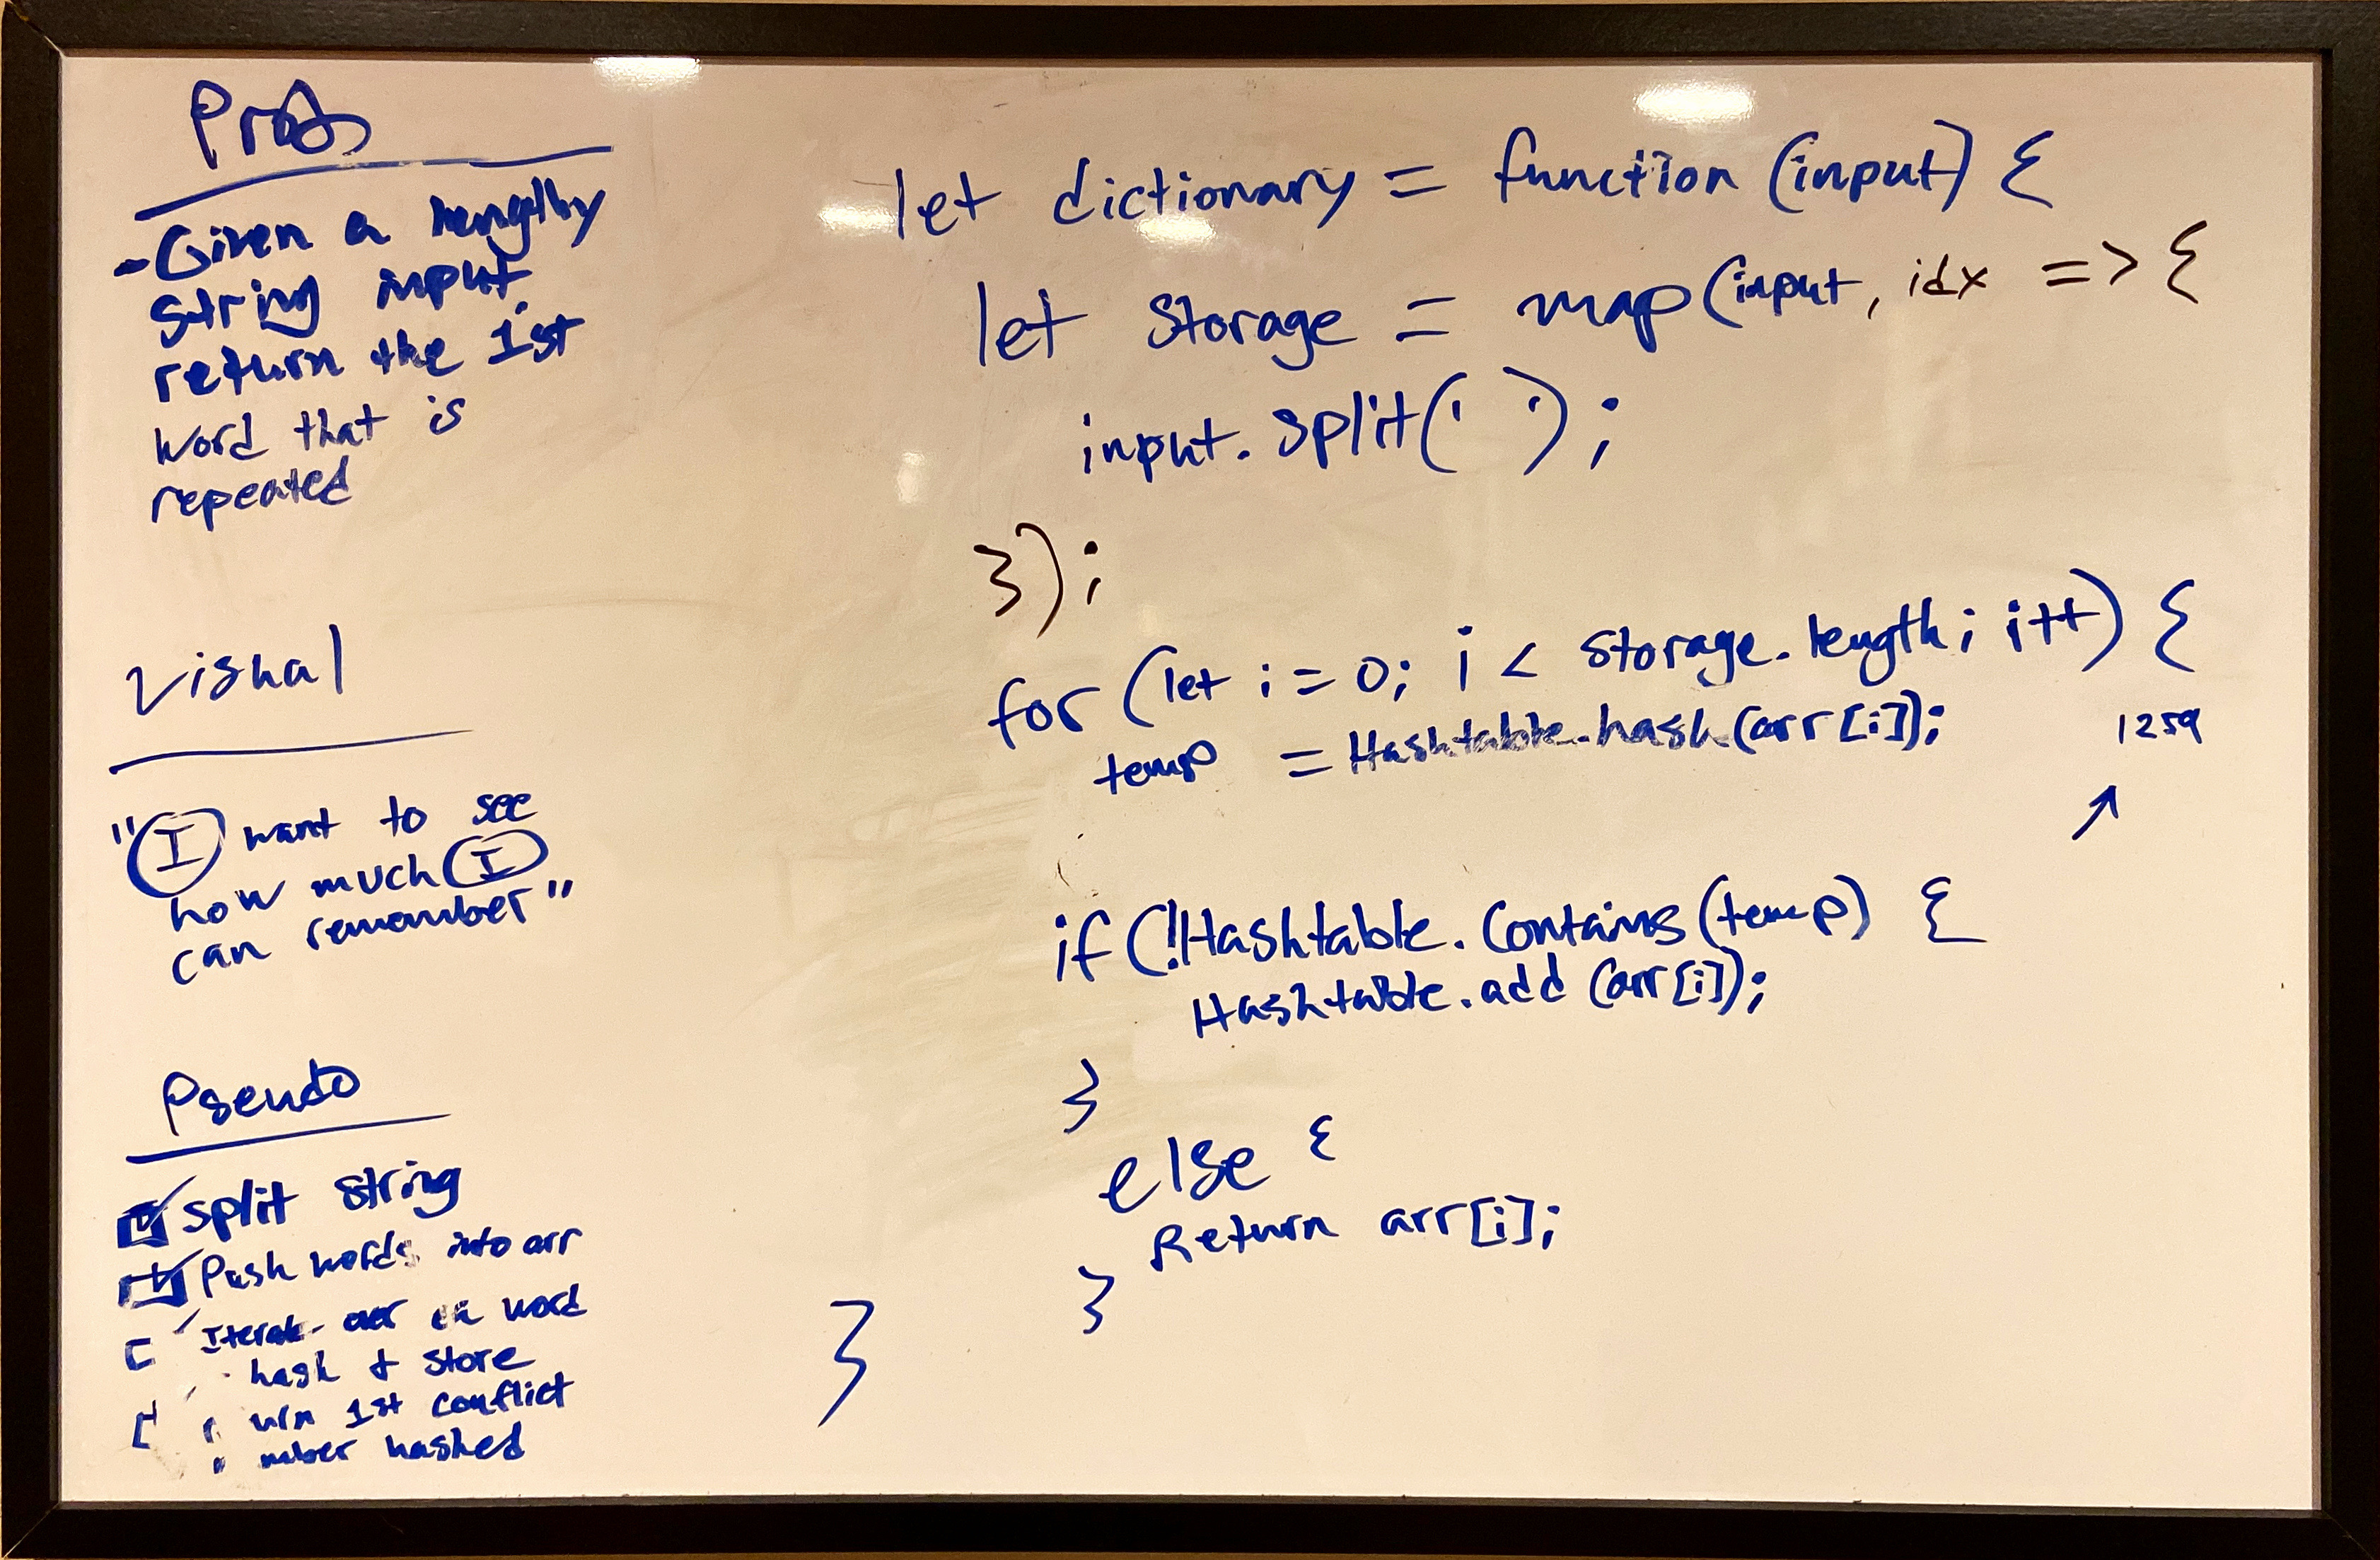 Prob
-Given a lengthy
string input
return the 1st
word that is
repeated
Visual
"I want to see
how much I
can remember"
Pseudo
split string
Push words into arr
Iterate over ea word
hash & store
1st conflict
hashed
let dictionary = function (input) {
let storage = map(input, idx => {
input.split(' ');
});
for (let i = 0; i < storage.length; i++) {
temp = Hashtable.hash(arr[i]);
1259
if (!Hashtable.Contains(temp) {
Hashtable.add (arr[i]);
}
else {
Return arr[i];
}
}